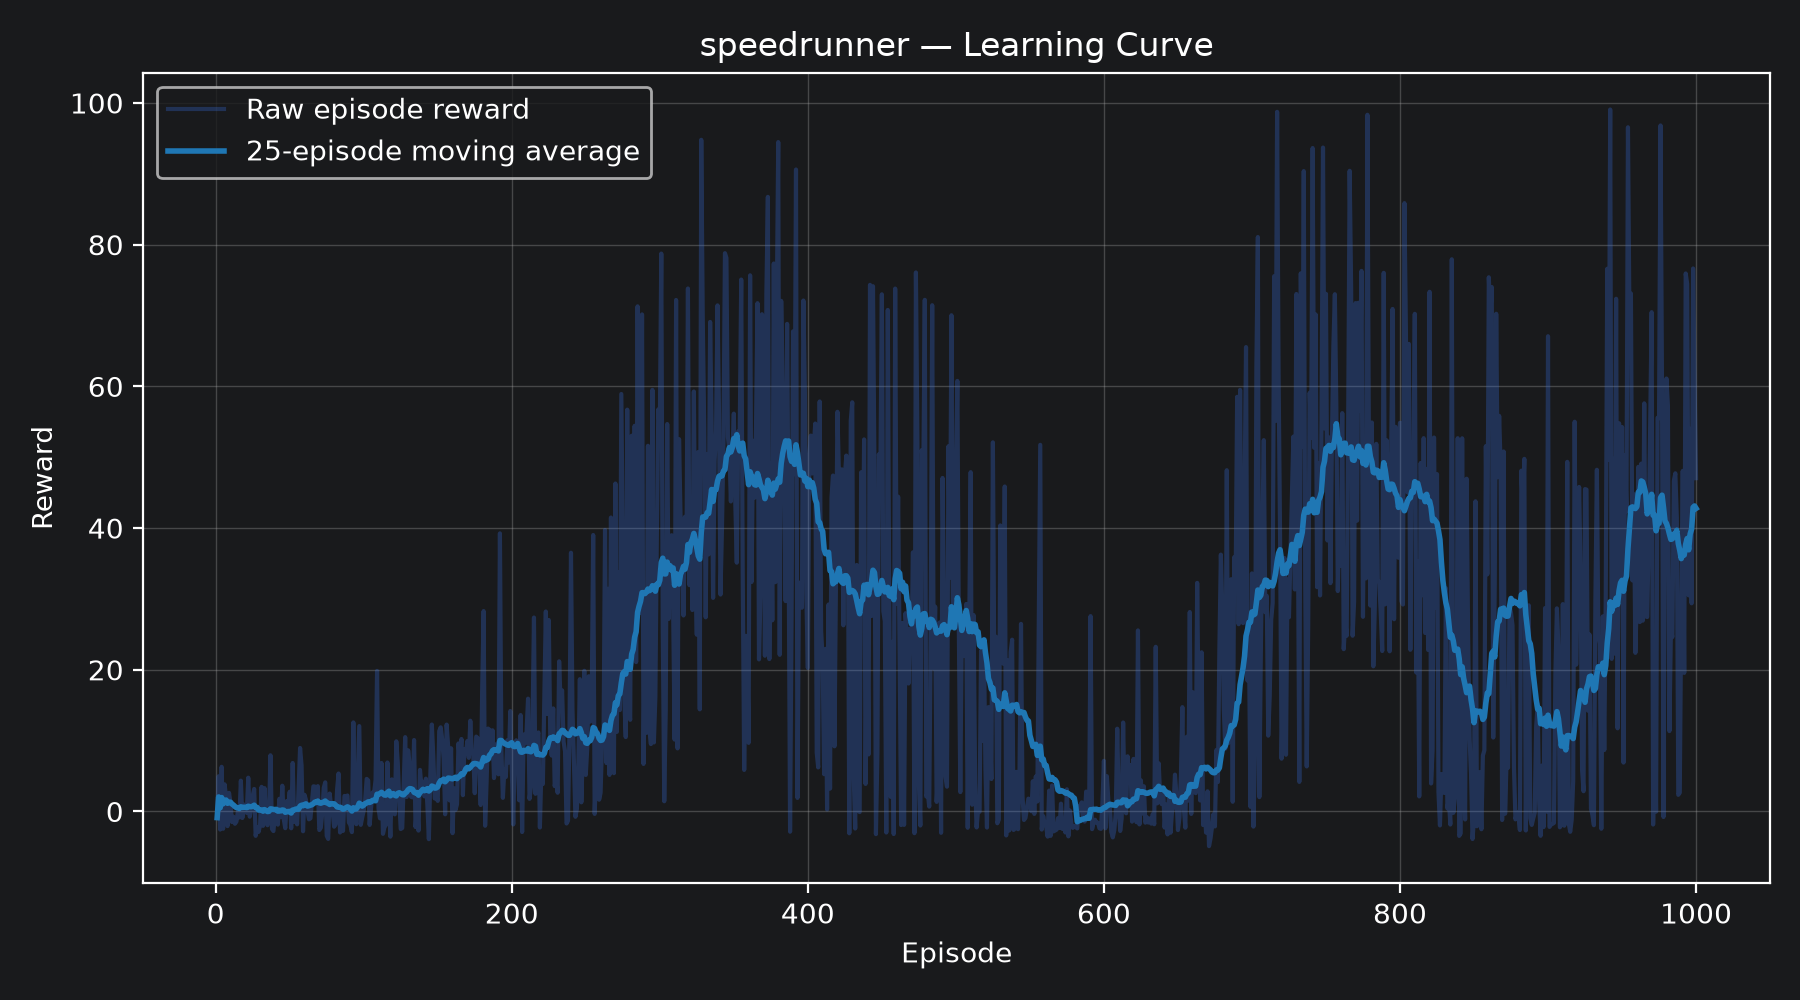 speedrunner — Learning Curve
Raw episode reward
25-episode moving average
100
80
60
40
20
0
Reward
0 200 400 600 800 1000
Episode